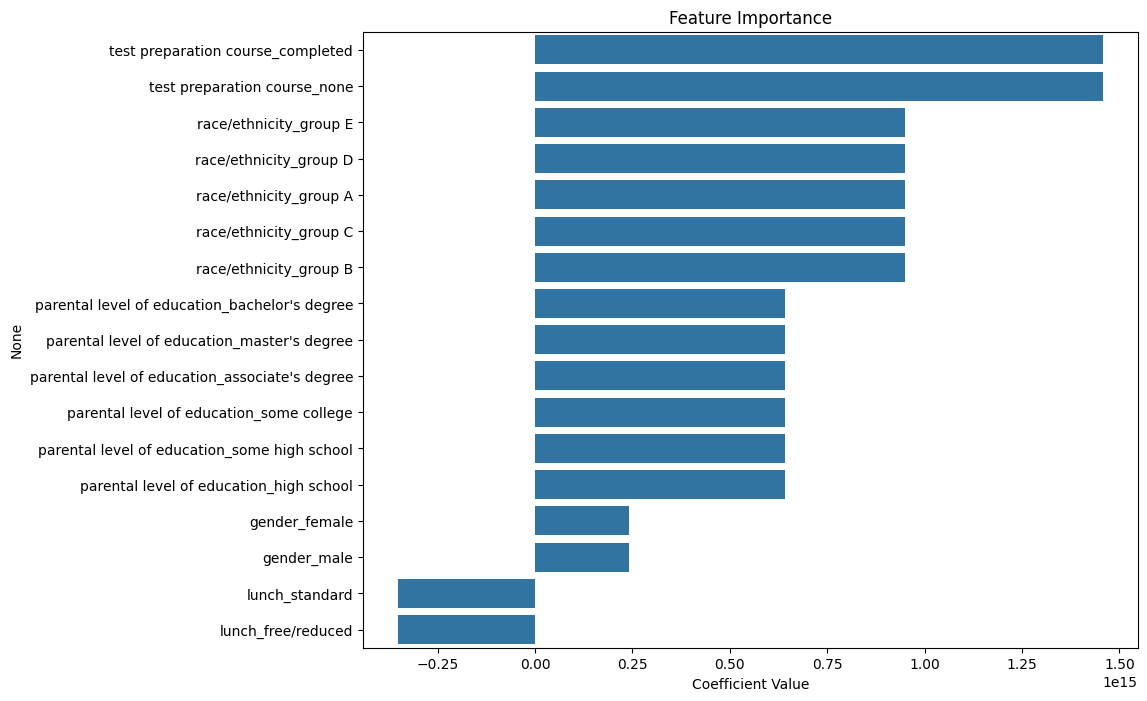 Feature Importance
test preparation course_completed
test preparation course_none
race/ethnicity_group E
race/ethnicity_group D
race/ethnicity_group A
race/ethnicity_group C
race/ethnicity_group B
parental level of education_bachelor's degree
parental level of education_master's degree
parental level of education_associate's degree
parental level of education_some college
parental level of education_some high school
parental level of education_high school
gender_female
gender_male
lunch_standard
lunch_free/reduced
None
−0.25 0.00 0.25 0.50 0.75 1.00 1.25 1.50
1e15
Coefficient Value